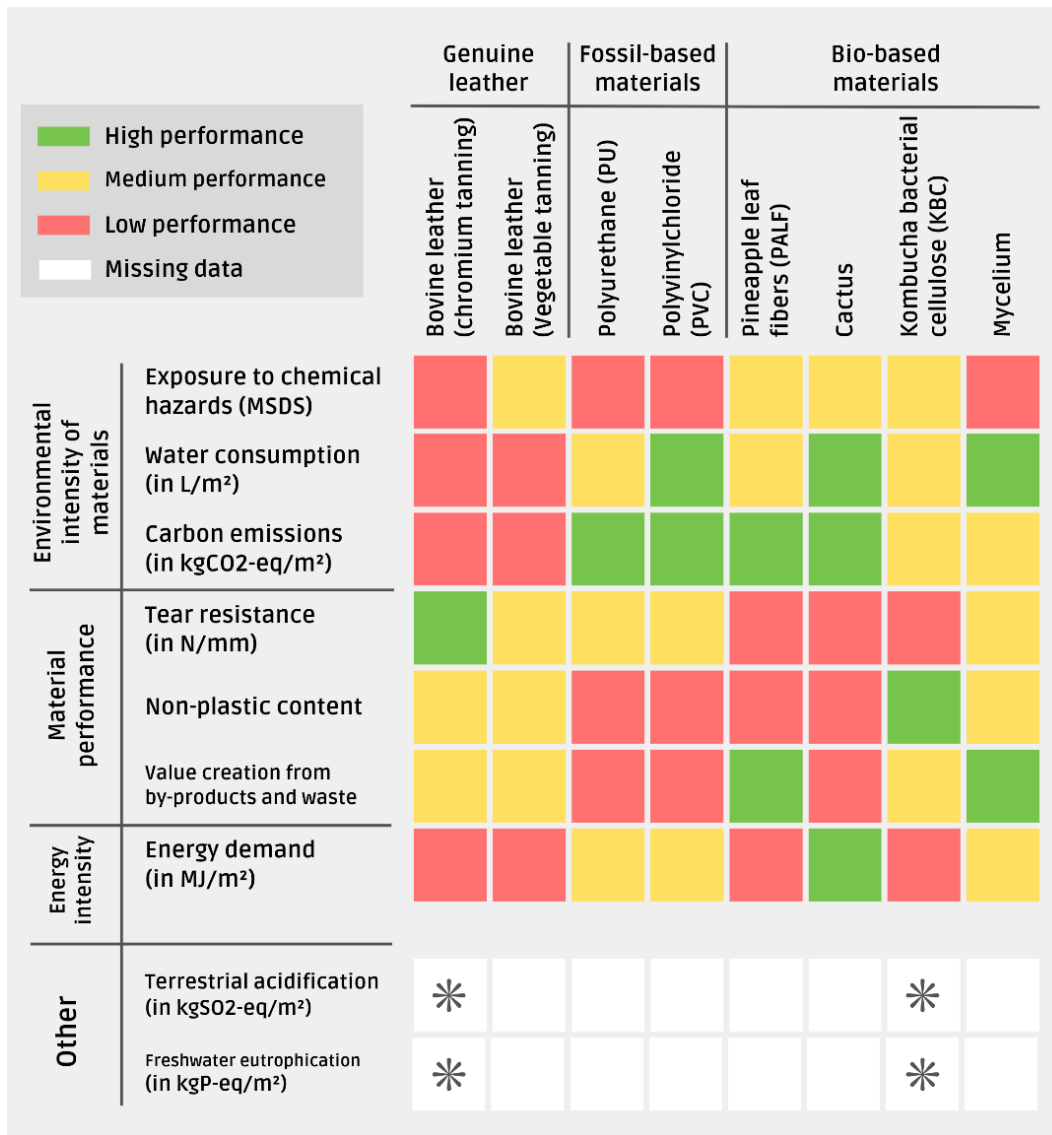 Genuine
leather
Fossil-based
materials
Bio-based
materials
High performance
Medium performance
Low performance
Missing data
Bovine leather
(chromium tanning)
Bovine leather
(Vegetable tanning)
Polyurethane (PU)
Polyvinylchloride
(PVC)
Pineapple leaf
fibers (PALF)
Cactus
Kombucha bacterial
cellulose (KBC)
Mycelium
Environmental
intensity of
materials
Exposure to chemical
hazards (MSDS)
Water consumption
(in L/m²)
Carbon emissions
(in kgCO2-eq/m²)
Material
performance
Tear resistance
(in N/mm)
Non-plastic content
Value creation from
by-products and waste
Energy
intensity
Energy demand
(in MJ/m²)
Other
Terrestrial acidification
(in kgSO2-eq/m²)
Freshwater eutrophication
(in kgP-eq/m²)